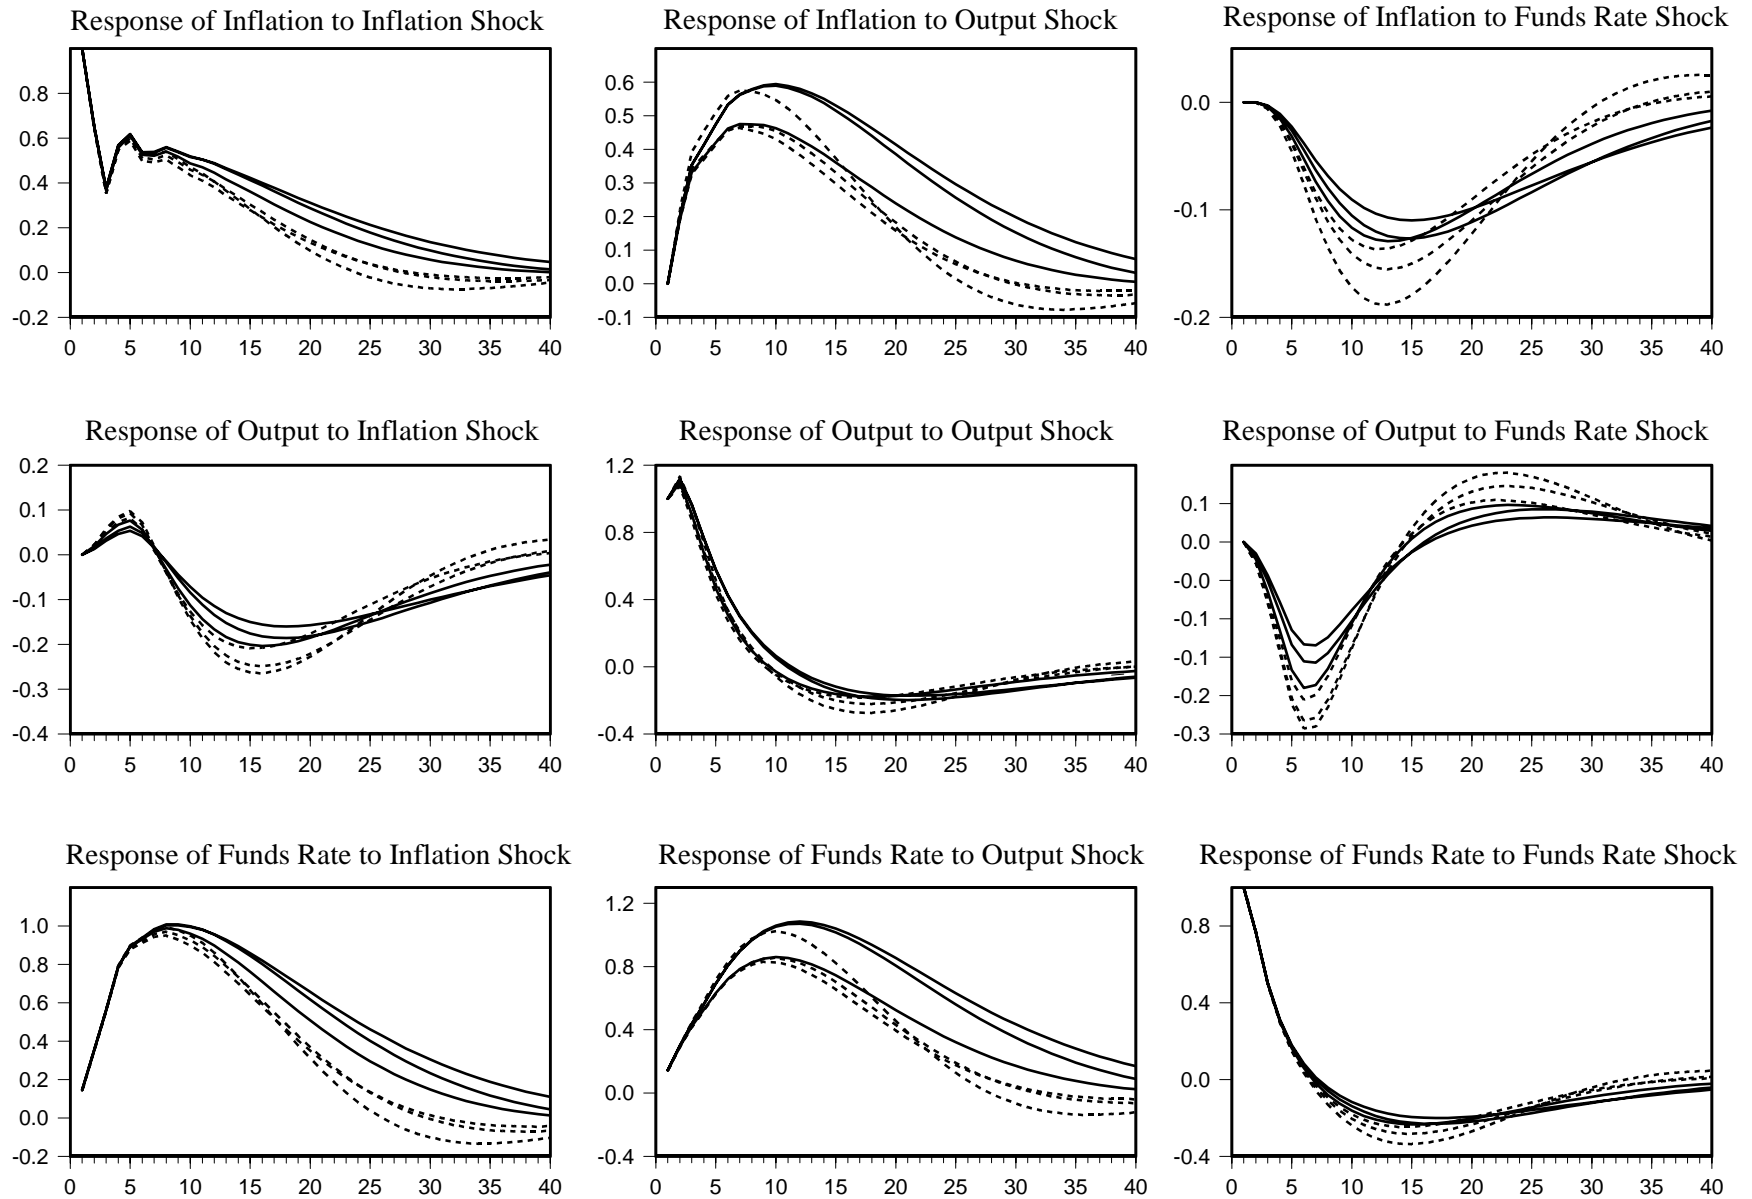 Response of Inflation to Inflation Shock
0.8
0.6
0.4
0.2
0.0
-0.2
0 5 10 15 20 25 30 35 40
Response of Inflation to Output Shock
0.6
0.5
0.4
0.3
0.2
0.1
0.0
-0.1
0 5 10 15 20 25 30 35 40
Response of Inflation to Funds Rate Shock
0.0
-0.1
-0.2
0 5 10 15 20 25 30 35 40
Response of Output to Inflation Shock
0.2
0.1
0.0
-0.1
-0.2
-0.3
-0.4
0 5 10 15 20 25 30 35 40
Response of Output to Output Shock
1.2
0.8
0.4
0.0
-0.4
0 5 10 15 20 25 30 35 40
Response of Output to Funds Rate Shock
0.1
0.0
-0.0
-0.1
-0.1
-0.2
-0.3
0 5 10 15 20 25 30 35 40
Response of Funds Rate to Inflation Shock
1.0
0.8
0.6
0.4
0.2
0.0
-0.2
0 5 10 15 20 25 30 35 40
Response of Funds Rate to Output Shock
1.2
0.8
0.4
0.0
-0.4
0 5 10 15 20 25 30 35 40
Response of Funds Rate to Funds Rate Shock
0.8
0.4
0.0
-0.4
0 5 10 15 20 25 30 35 40